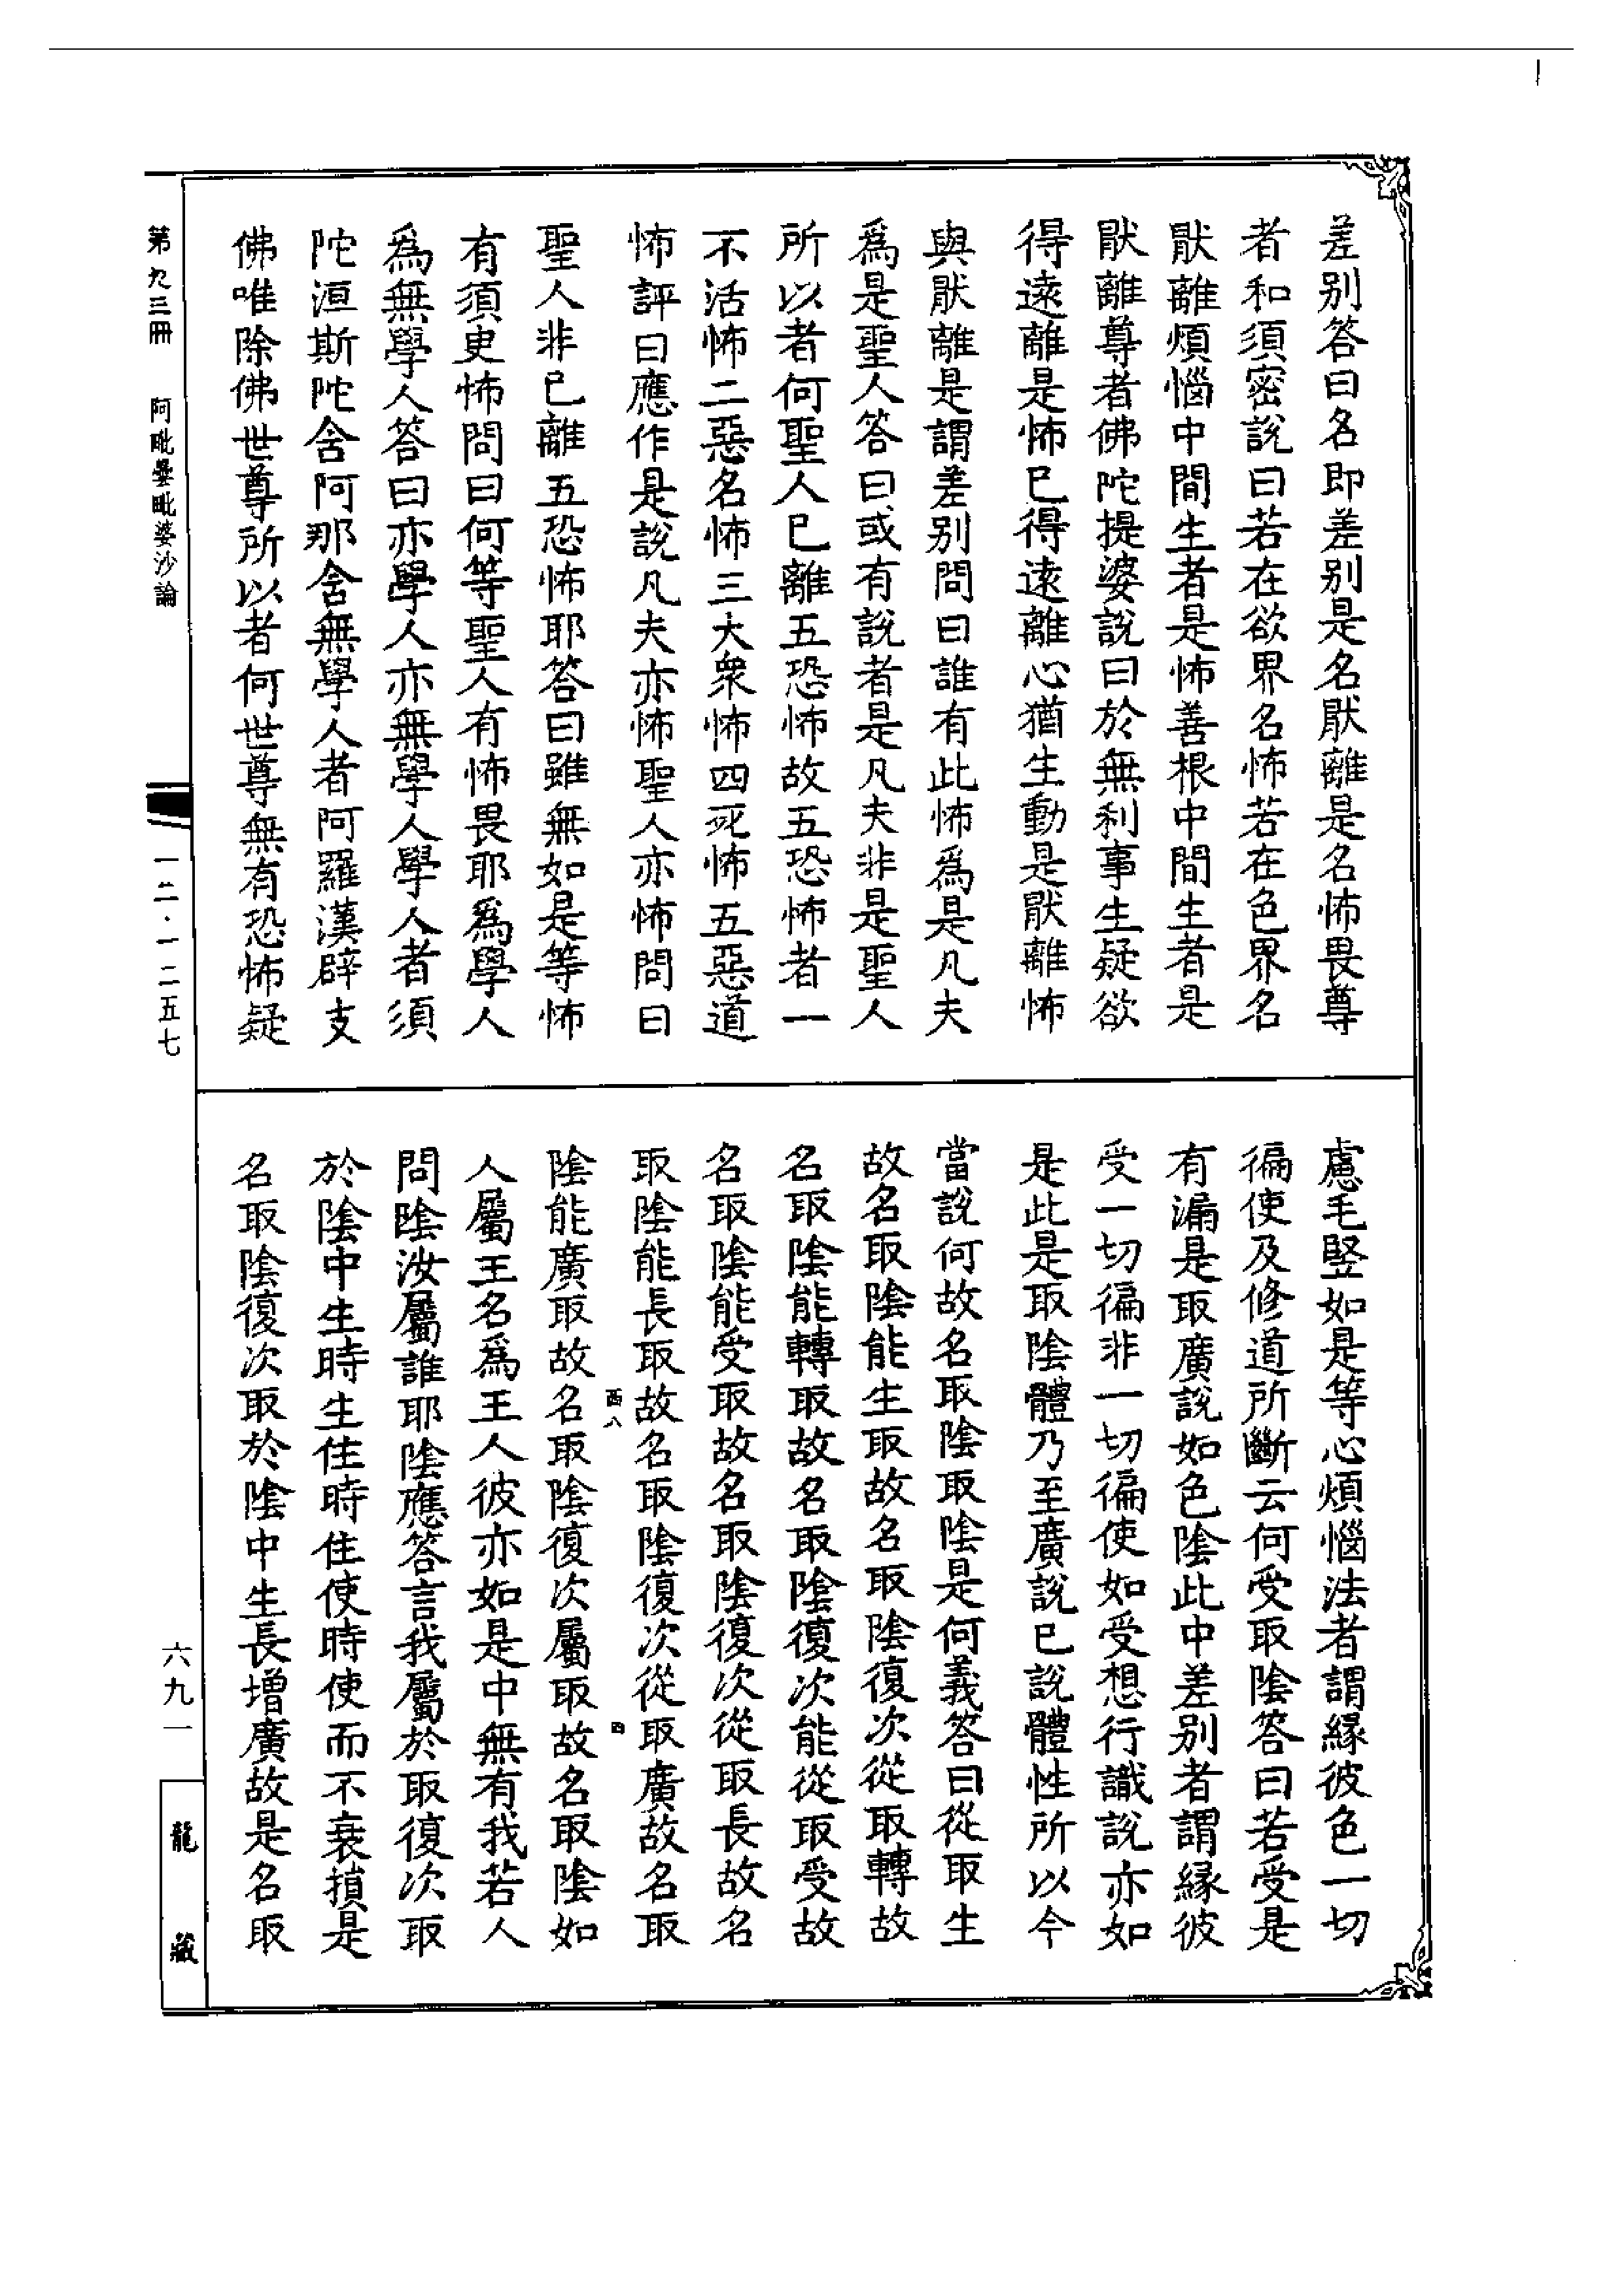 差別答曰名即差別是名猒離是名怖畏尊
者和須密說曰若在欲界名怖若在色界名
猒離煩惱中間生者是怖善根中間生者是
猒離尊者佛陀提婆說曰於無利事生疑欲
得遠離是怖已得遠離心猶生動是猒離怖
與猒離是謂差別問曰誰有此怖為是凡夫
為是聖人答曰或有說者是凡夫非是聖人
所以者何聖人已離五恐怖故五恐怖者一
不活怖二惡名怖三大衆怖四死怖五惡道
怖評曰應作是說凡夫亦怖聖人亦怖問曰
聖人非已離五恐怖耶答曰雖無如是等怖
有須臾怖問曰何等聖人有怖畏耶為學人
為無學人答曰亦學人亦無學人學人者須
陀洹斯陀含阿那含無學人者阿羅漢辟支
佛唯除佛世尊所以者何世尊無有恐怖疑
慮毛竪如是等心煩惱法者謂緣彼色一切
徧使及修道所斷云何受取陰答曰若受是
有漏是取廣說如色陰此中差別者謂緣彼
受一切徧非一切徧使如受想行識說亦如
是此是取陰體乃至廣說已說體性所以今
當說何故名取陰取陰是何義答曰從取生
故名取陰能生取故名取陰復次從取轉故
名取陰能轉取故名取陰復次能從取受故
名取陰能受取故名取陰復次從取長故名
取陰能長取故名取陰復次從取廣故名取
陰能廣取故名取陰復次屬取故名取陰如
人屬王名為王人彼亦如是中無有我若人
問陰汝屬誰耶陰應答言我屬於取復次取
於陰中生時生住時住使時使而不衰損是
名取陰復次取於陰中生長增廣故是名取
西八
四
第九三冊　阿毗曇毗婆沙論
一二·一二五七
六九一
龍藏